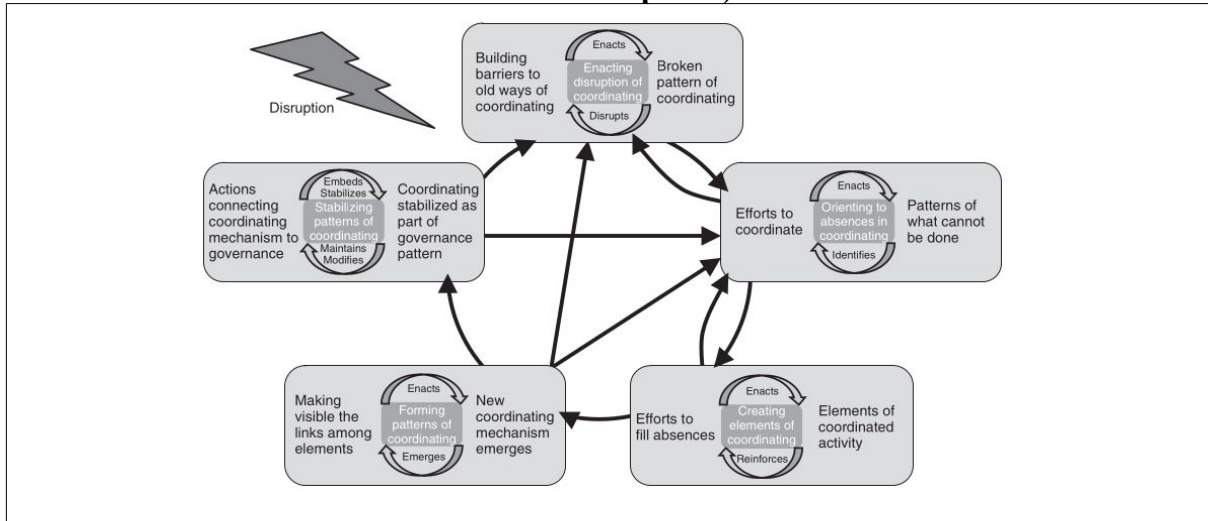 Disruption
Building
barriers to
old ways of
coordinating
Enacts
Enacting
disruption of
coordinating
Disrupts
Broken
pattern of
coordinating
Actions
connecting
coordinating
mechanism to
governance
Embeds
Stabilizes
Stabilizing
patterns of
coordinating
Maintains
Modifies
Coordinating
stabilized as
part of
governance
pattern
Efforts to
coordinate
Enacts
Orienting to
absences in
coordinating
Identifies
Patterns of
what cannot
be done
Making
visible the
links among
elements
Enacts
Forming
patterns of
coordinating
Emerges
New
coordinating
mechanism
emerges
Efforts to
fill absences
Enacts
Creating
elements of
coordinating
Reinforces
Elements of
coordinated
activity